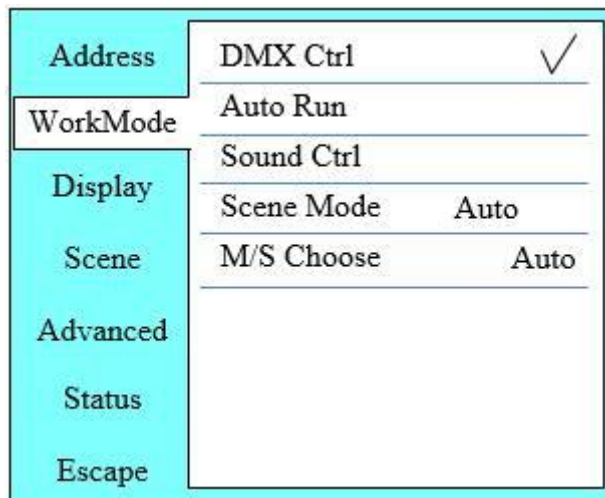 Address
WorkMode
Display
Scene
Advanced
Status
Escape
DMX Ctrl
Auto Run
Sound Ctrl
Scene Mode Auto
M/S Choose Auto